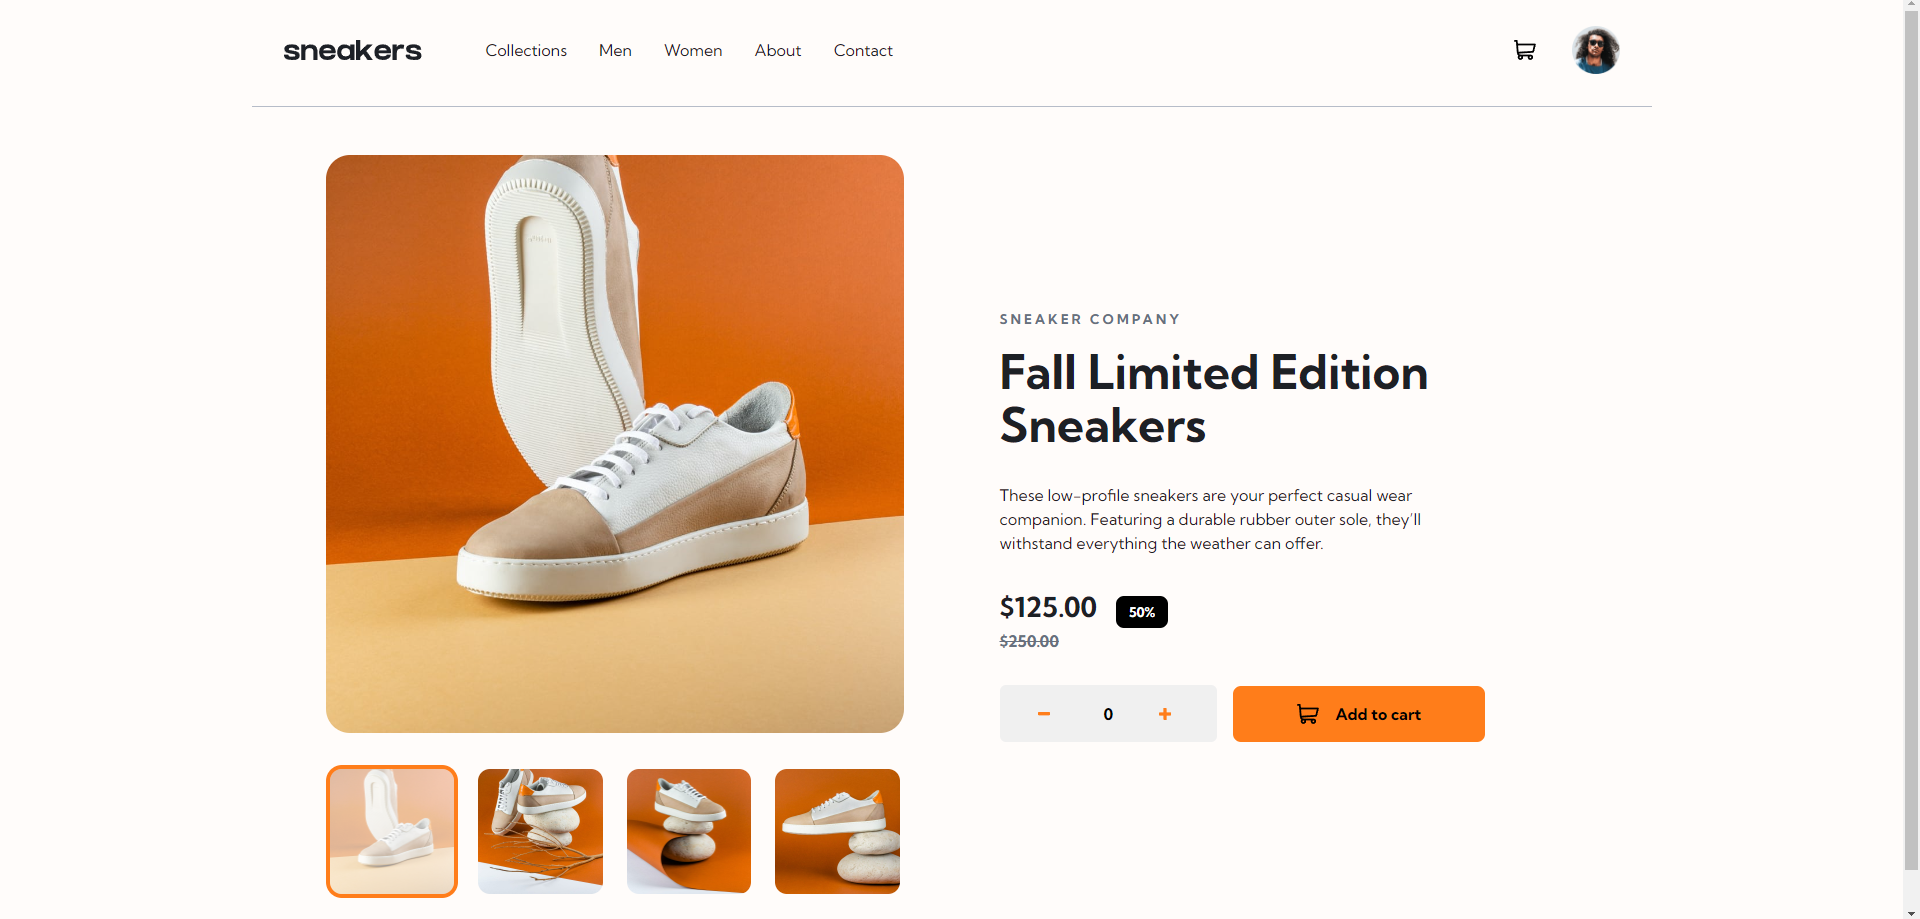 sneakers
Collections Men Women About Contact
SNEAKER COMPANY
Fall Limited Edition
Sneakers
These low-profile sneakers are your perfect casual wear
companion. Featuring a durable rubber outer sole, they’ll
withstand everything the weather can offer.
$125.00 50%
$250.00
0 Add to cart